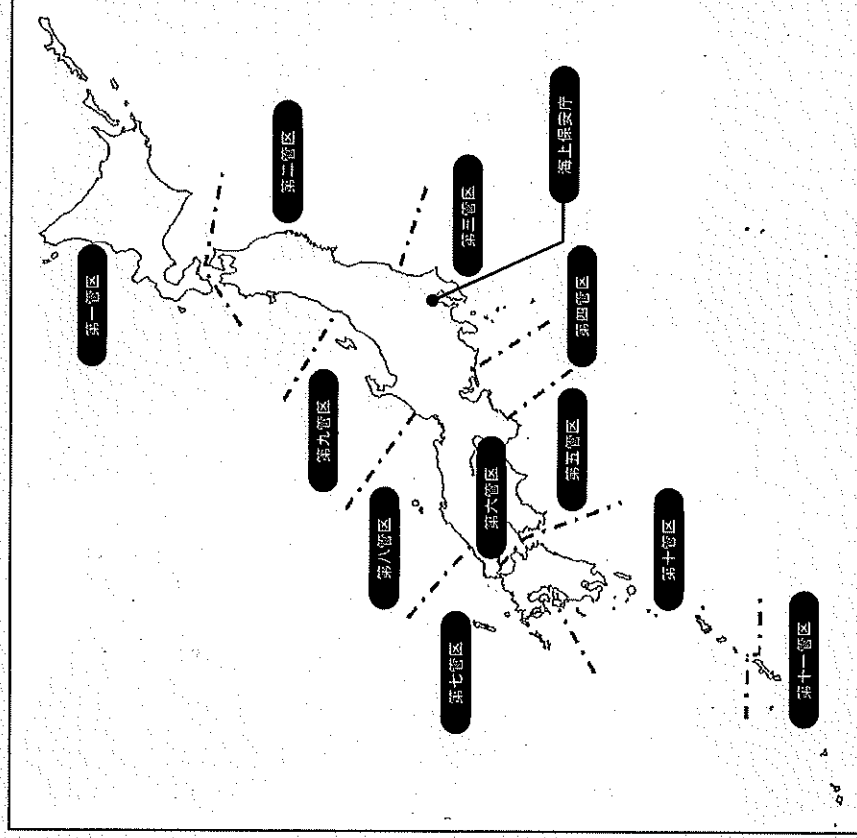 第一管区
第二管区
第三管区
海上保安庁
第四管区
第九管区
第五管区
第六管区
第八管区
第十管区
第七管区
第十一管区